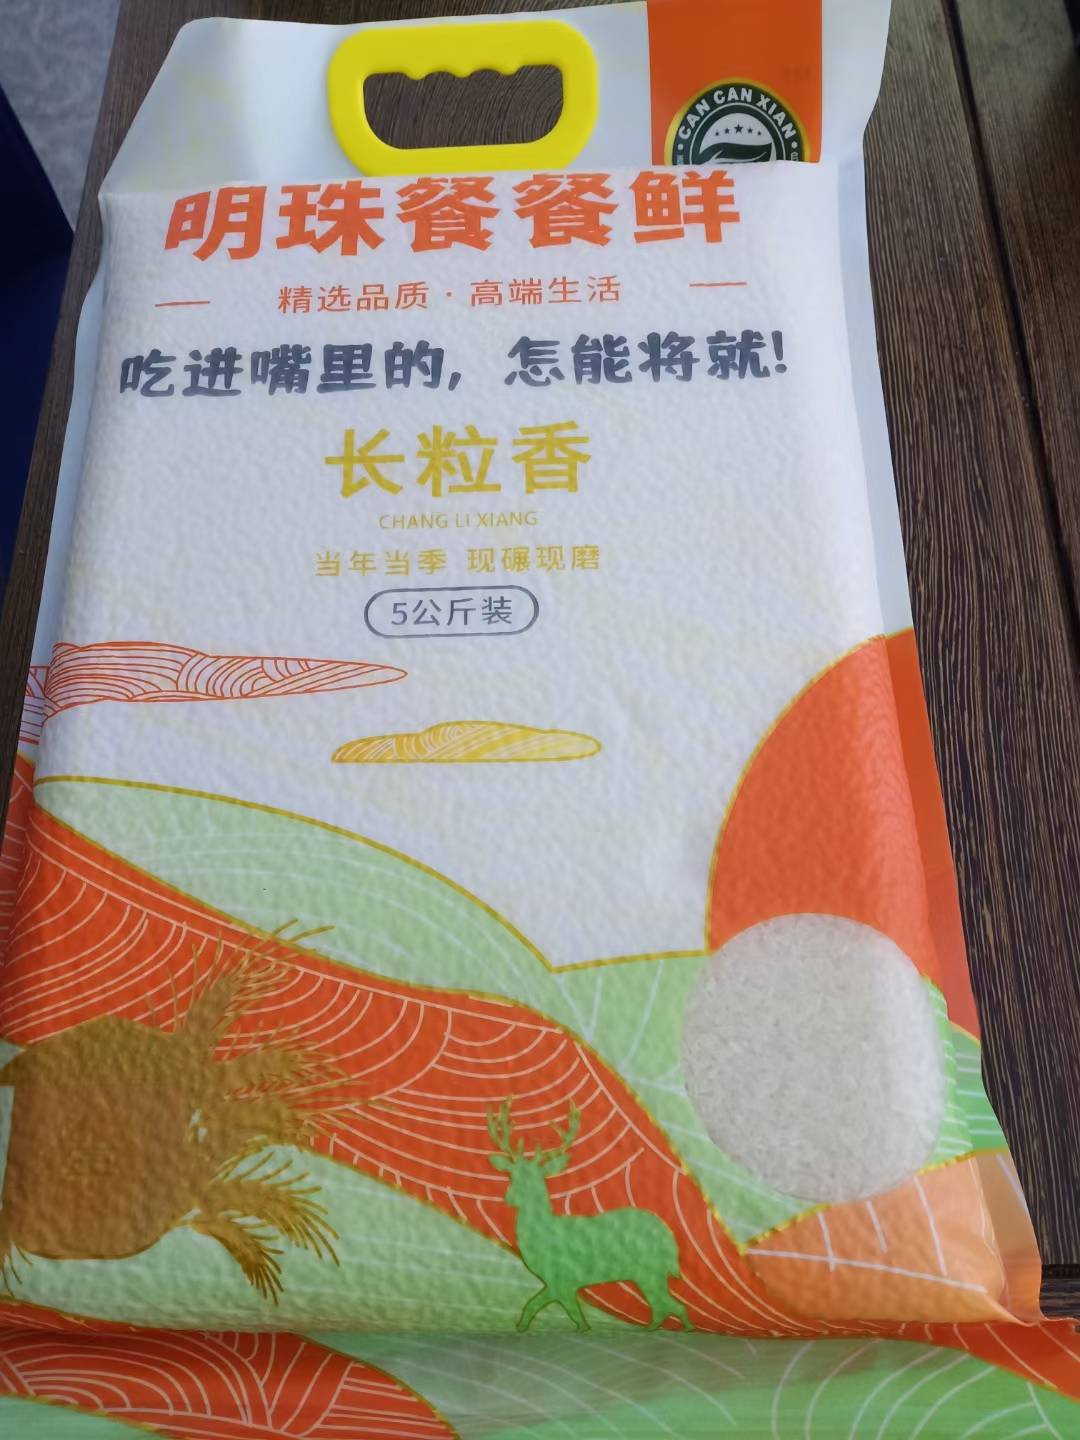 CAN CAN XIAN
明珠餐餐鲜
精选品质·高端生活
吃进嘴里的，怎能将就!
长粒香
CHANG LI XIANG
当年当季 现碾现磨
5公斤装